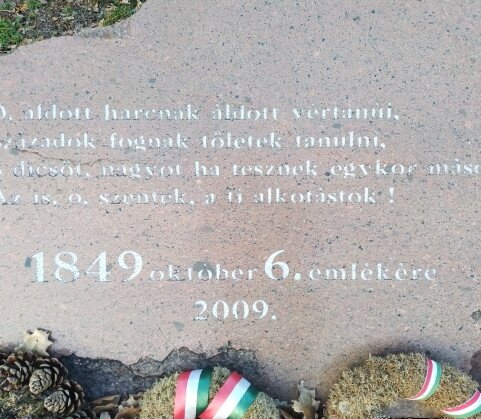 Ó, áldott harcnak áldott vértanúi,
századok fognak tőletek tanulni,
s dicsőt, nagyot ha tesznek egykor mások
Az is, ó, szentek, a ti alkotástok !
1849 október 6. emlékére
2009.